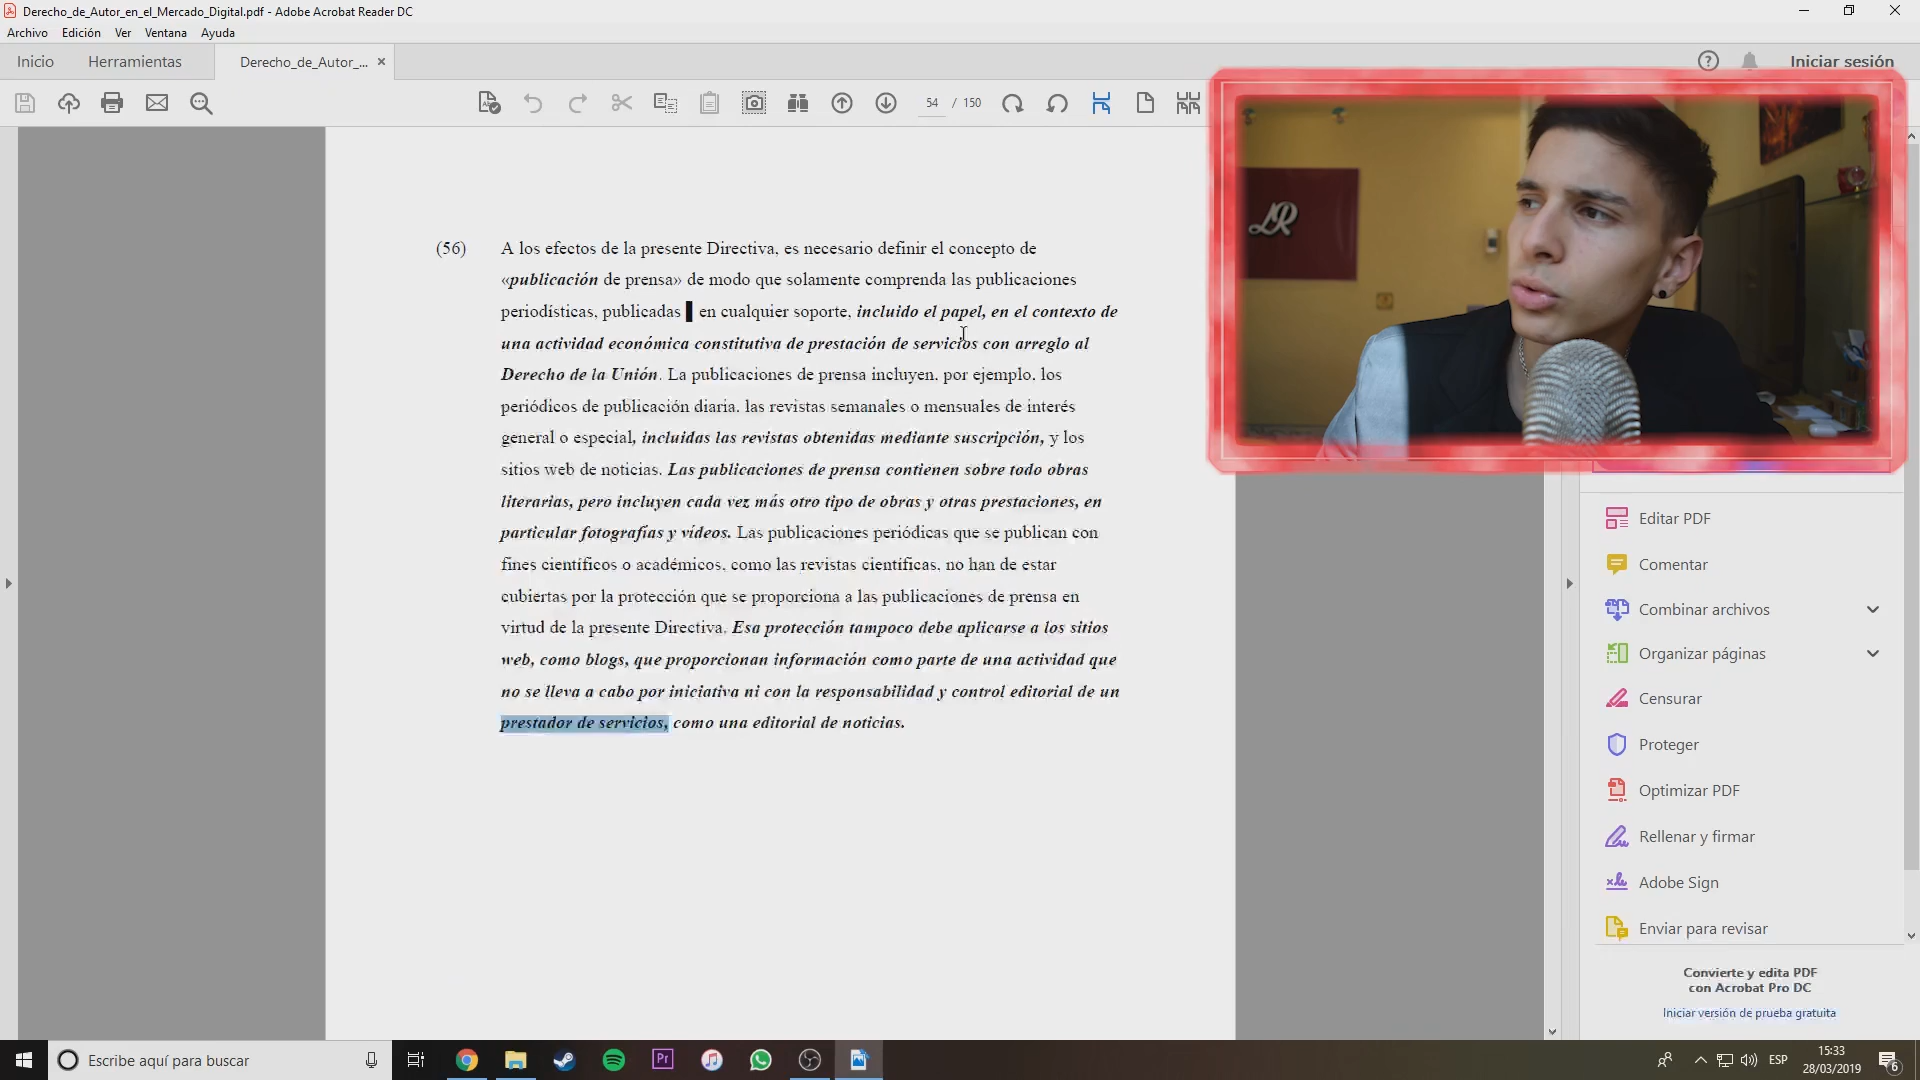 Derecho_de_Autor_en_el_Mercado_Digital.pdf - Adobe Acrobat Reader DC
Archivo Edición Ver Ventana Ayuda
Inicio Herramientas Derecho_de_Autor_... Iniciar sesión
54 / 150
(56) A los efectos de la presente Directiva, es necesario definir el concepto de
«publicación de prensa» de modo que solamente comprenda las publicaciones
periodísticas, publicadas ▌en cualquier soporte, incluido el papel, en el contexto de
una actividad económica constitutiva de prestación de servicios con arreglo al
Derecho de la Unión. La publicaciones de prensa incluyen, por ejemplo, los
periódicos de publicación diaria, las revistas semanales o mensuales de interés
general o especial, incluidas las revistas obtenidas mediante suscripción, y los
sitios web de noticias. Las publicaciones de prensa contienen sobre todo obras
literarias, pero incluyen cada vez más otro tipo de obras y otras prestaciones, en
particular fotografías y vídeos. Las publicaciones periódicas que se publican con
fines científicos o académicos, como las revistas científicas, no han de estar
cubiertas por la protección que se proporciona a las publicaciones de prensa en
virtud de la presente Directiva. Esa protección tampoco debe aplicarse a los sitios
web, como blogs, que proporcionan información como parte de una actividad que
no se lleva a cabo por iniciativa ni con la responsabilidad y control editorial de un
prestador de servicios, como una editorial de noticias.
Editar PDF
Comentar
Combinar archivos
Organizar páginas
Censurar
Proteger
Optimizar PDF
Rellenar y firmar
Adobe Sign
Enviar para revisar
Convierte y edita PDF
con Acrobat Pro DC
Iniciar versión de prueba gratuita
Escribe aquí para buscar
Pr
ESP
15:33
28/03/2019
6